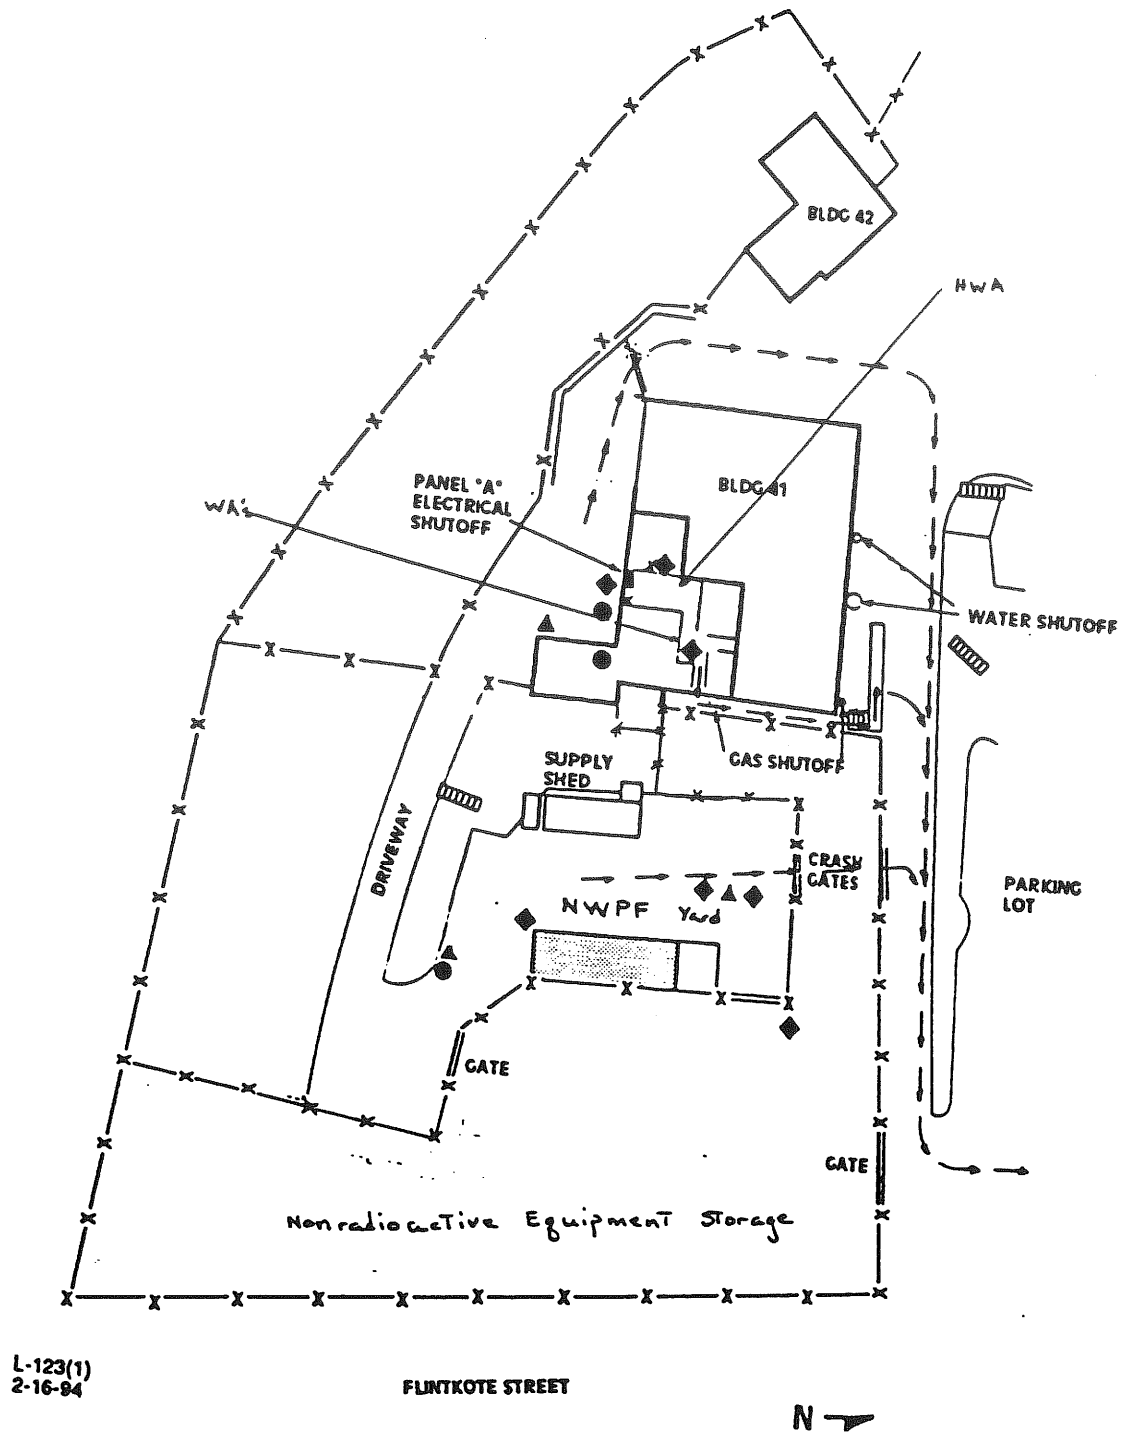 BLDG 42
HWA
PANEL "A"
ELECTRICAL
SHUTOFF
BLDG 41
WA's
WATER SHUTOFF
GAS SHUTOFF
SUPPLY
SHED
DRIVEWAY
CRASH
GATES
PARKING
LOT
NWPF Yard
GATE
GATE
Nonradioactive Equipment Storage
L-123(1)
2-16-94
FLINTKOTE STREET
N